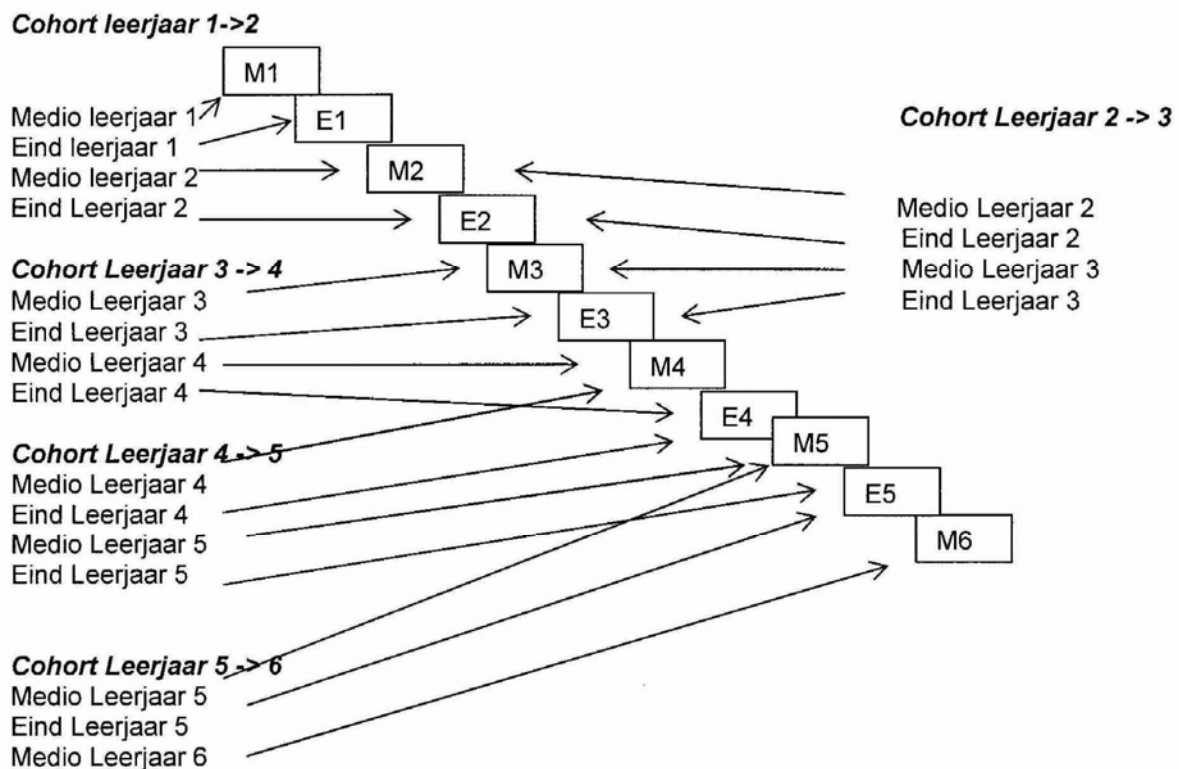 Cohort leerjaar 1->2
M1
Medio leerjaar 1
E1
Eind leerjaar 1
Medio leerjaar 2
M2
Eind Leerjaar 2
E2
Cohort Leerjaar 2 -> 3
Medio Leerjaar 2
Eind Leerjaar 2
Medio Leerjaar 3
Eind Leerjaar 3
Cohort Leerjaar 3 -> 4
M3
Medio Leerjaar 3
Eind Leerjaar 3
E3
Medio Leerjaar 4
M4
Eind Leerjaar 4
E4
M5
Cohort Leerjaar 4 -> 5
Medio Leerjaar 4
Eind Leerjaar 4
Medio Leerjaar 5
Eind Leerjaar 5
E5
M6
Cohort Leerjaar 5 -> 6
Medio Leerjaar 5
Eind Leerjaar 5
Medio Leerjaar 6